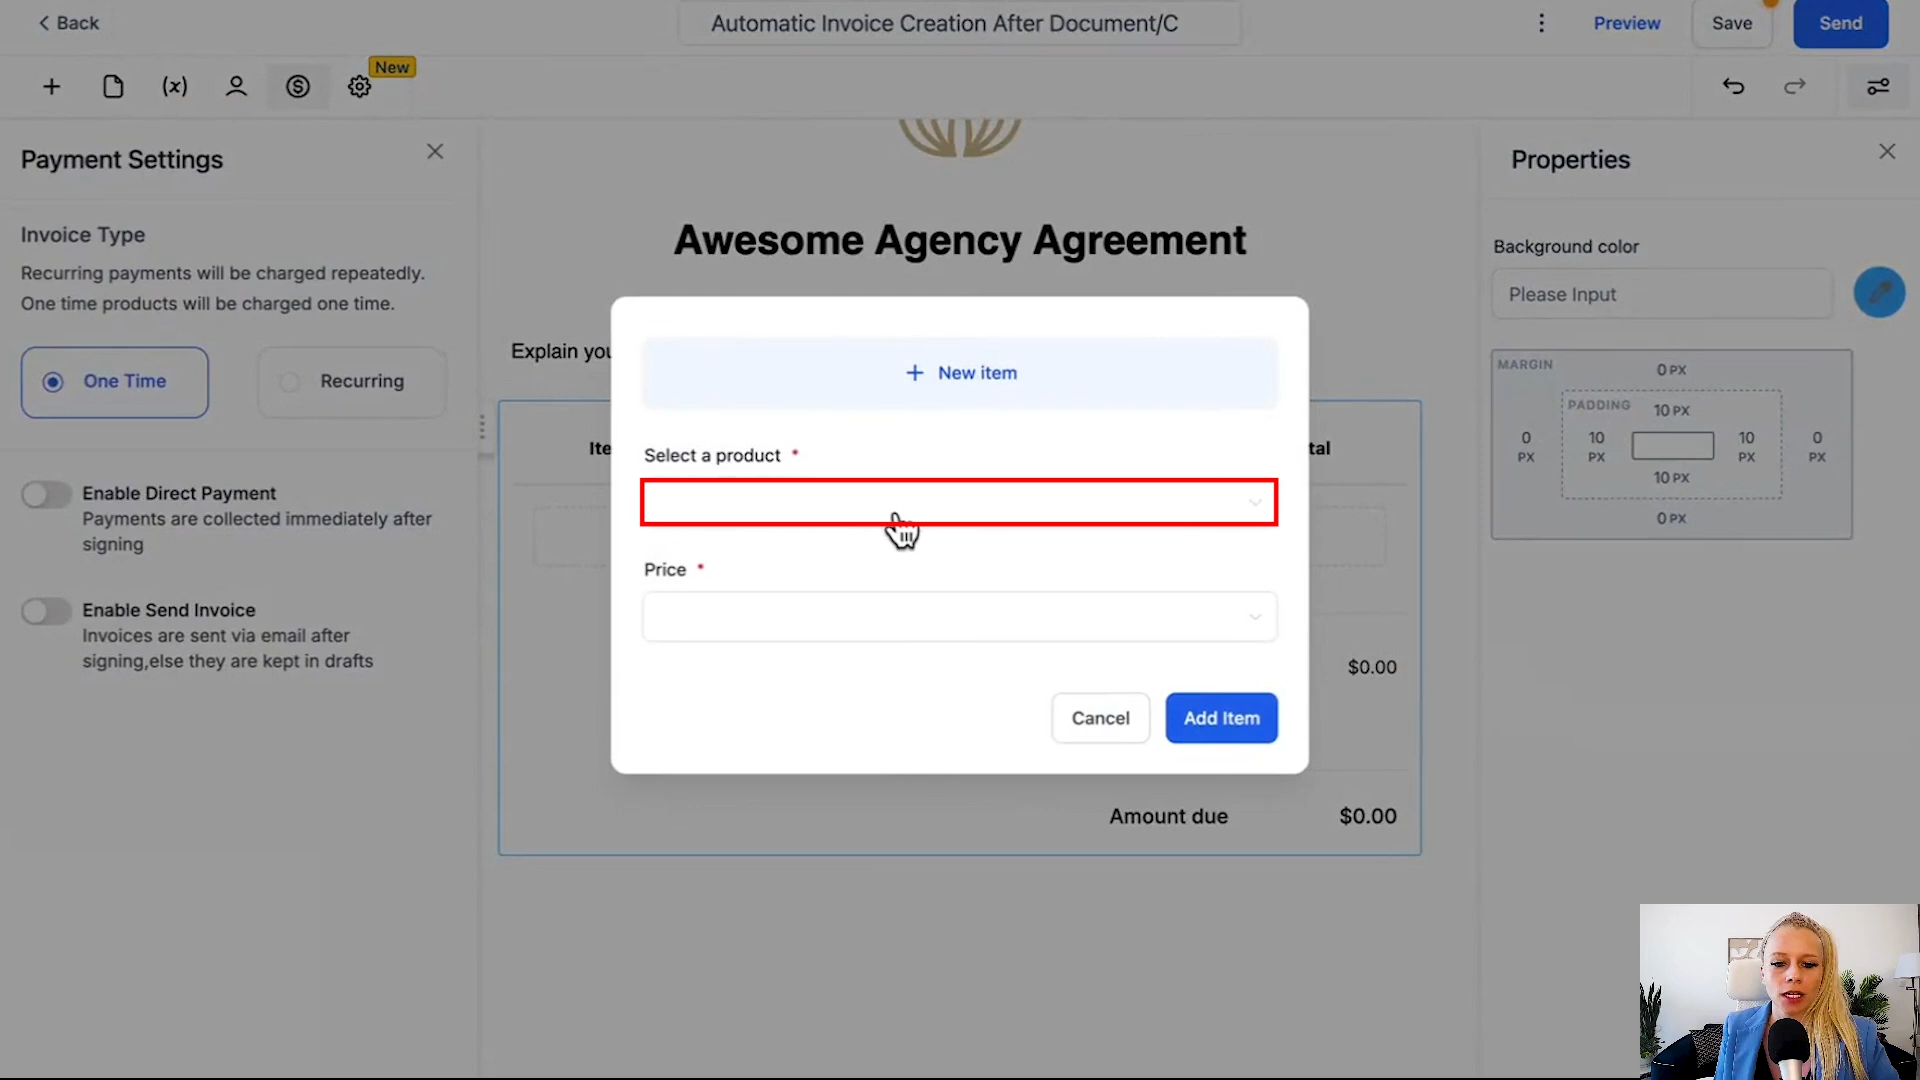 Back
Automatic Invoice Creation After Document/C
Preview
Save
Send
(x)
New
Payment Settings
Invoice Type
Recurring payments will be charged repeatedly.
One time products will be charged one time.
One Time
Recurring
Enable Direct Payment
Payments are collected immediately after
signing
Enable Send Invoice
Invoices are sent via email after
signing,else they are kept in drafts
Awesome Agency Agreement
Explain you
Ite
tal
$0.00
Amount due
$0.00
+ New item
Select a product *
Price *
Cancel
Add Item
Properties
Background color
Please Input
MARGIN
0 PX
PADDING
10 PX
0
PX
10
PX
10
PX
0
PX
10 PX
0 PX